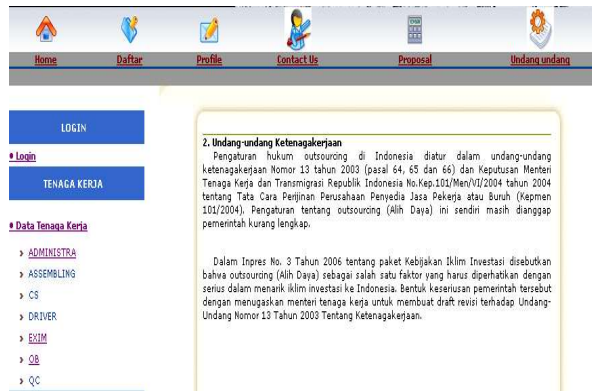 Home Daftar Profile Contact Us Proposal Undang undang
LOGIN
• Login
TENAGA KERJA
• Data Tenaga Kerja
› ADMINISTRA
› ASSEMBLING
› CS
› DRIVER
› EXIM
› OB
› QC
2. Undang-undang Ketenagakerjaan
Pengaturan hukum outsourcing di Indonesia diatur dalam undang-undang
ketenagakerjaan Nomor 13 tahun 2003 (pasal 64, 65 dan 66) dan Keputusan Menteri
Tenaga Kerja dan Transmigrasi Republik Indonesia No.Kep.101/Men/VI/2004 tahun 2004
tentang Tata Cara Perijinan Perusahaan Penyedia Jasa Pekerja atau Buruh (Kepmen
101/2004). Pengaturan tentang outsourcing (Alih Daya) ini sendiri masih dianggap
pemerintah kurang lengkap.
Dalam Inpres No. 3 Tahun 2006 tentang paket Kebijakan Iklim Investasi disebutkan
bahwa outsourcing (Alih Daya) sebagai salah satu faktor yang harus diperhatikan dengan
serius dalam menarik iklim investasi ke Indonesia. Bentuk keseriusan pemerintah tersebut
dengan menugaskan menteri tenaga kerja untuk membuat draft revisi terhadap Undang-
Undang Nomor 13 Tahun 2003 Tentang Ketenagakerjaan.